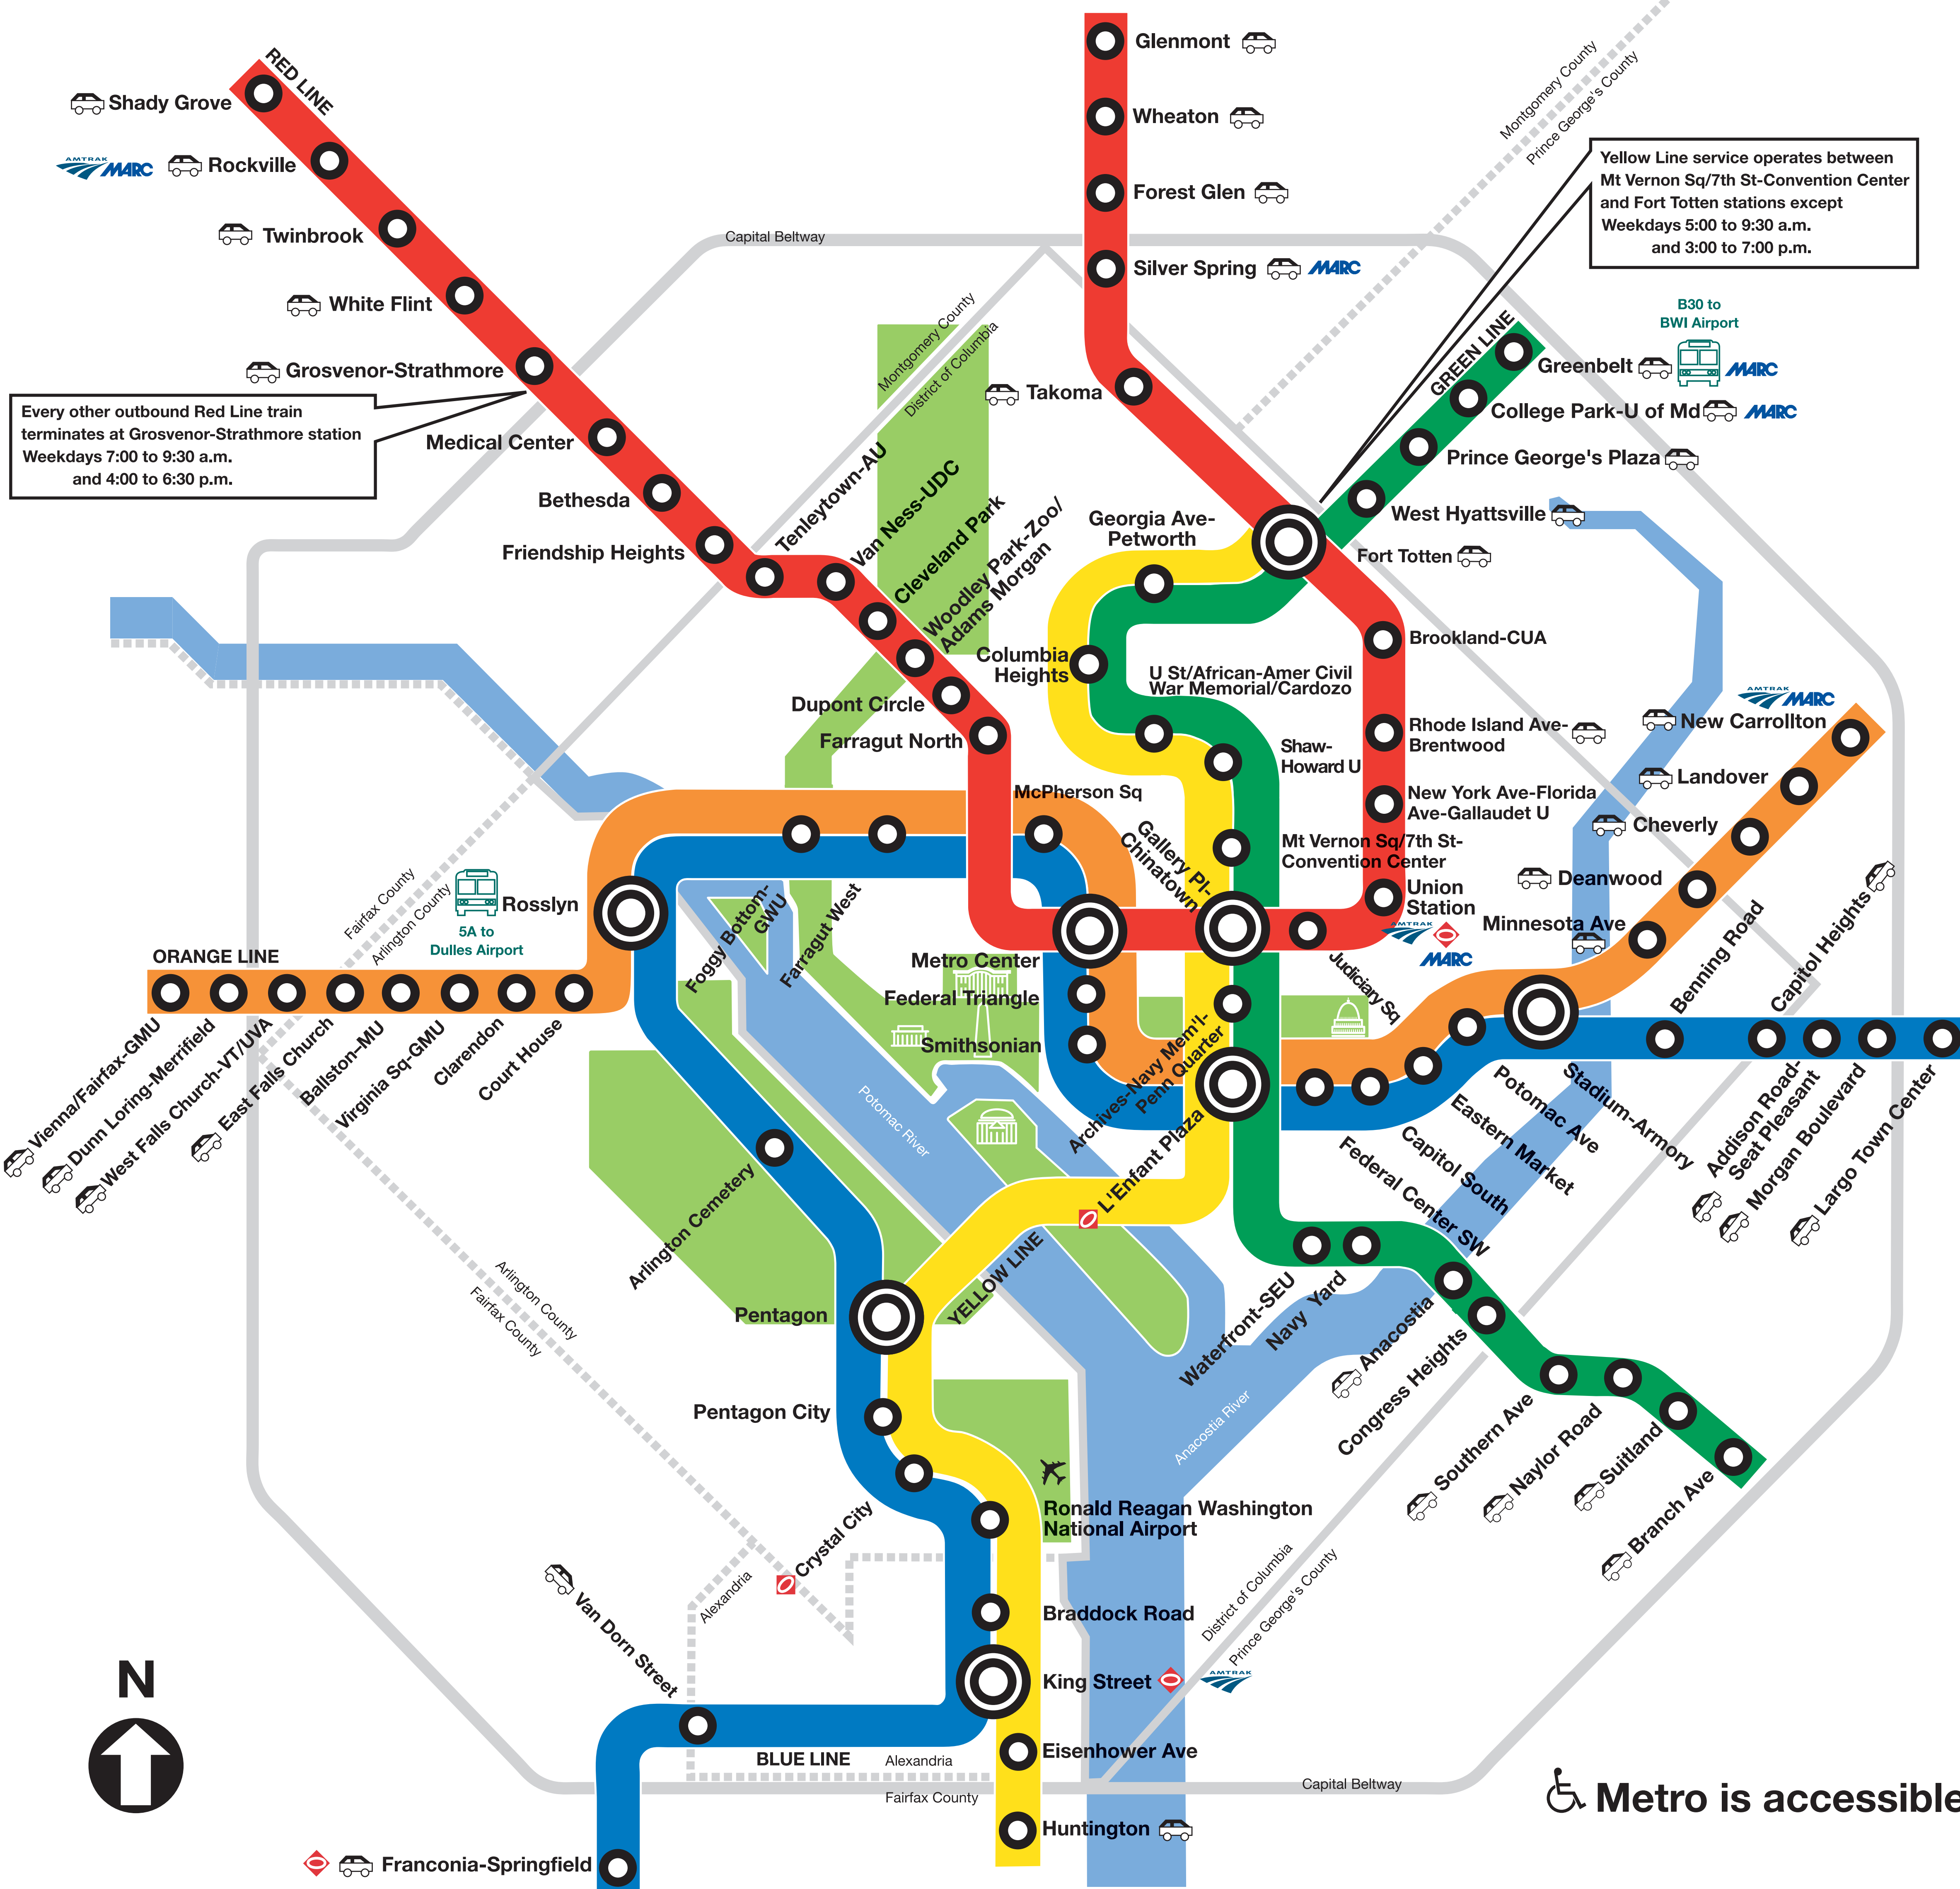 RED LINE
Shady Grove
AMTRAK
MARC
Rockville
Twinbrook
White Flint
Grosvenor-Strathmore
Every other outbound Red Line train
terminates at Grosvenor-Strathmore station
Weekdays 7:00 to 9:30 a.m.
and 4:00 to 6:30 p.m.
Medical Center
Bethesda
Friendship Heights
Tenleytown-AU
Van Ness-UDC
Cleveland Park
Woodley Park-Zoo/
Adams Morgan
Dupont Circle
Farragut North
Glenmont
Wheaton
Forest Glen
Capital Beltway
Silver Spring
MARC
Takoma
Montgomery County
District of Columbia
Montgomery County
Prince George's County
Yellow Line service operates between
Mt Vernon Sq/7th St-Convention Center
and Fort Totten stations except
Weekdays 5:00 to 9:30 a.m.
and 3:00 to 7:00 p.m.
B30 to
BWI Airport
GREEN LINE
Greenbelt
MARC
College Park-U of Md
MARC
Prince George's Plaza
West Hyattsville
Fort Totten
Georgia Ave-
Petworth
Columbia
Heights
U St/African-Amer Civil
War Memorial/Cardozo
Shaw-
Howard U
Brookland-CUA
Rhode Island Ave-
Brentwood
New York Ave-Florida
Ave-Gallaudet U
Mt Vernon Sq/7th St-
Convention Center
Union
Station
AMTRAK
MARC
Judiciary Sq
Gallery Pl-
Chinatown
McPherson Sq
Metro Center
Federal Triangle
Smithsonian
AMTRAK
MARC
New Carrollton
Landover
Cheverly
Deanwood
Minnesota Ave
Benning Road
Capitol Heights
Fairfax County
Arlington County
5A to
Dulles Airport
Rosslyn
Foggy Bottom-
GWU
Farragut West
ORANGE LINE
Vienna/Fairfax-GMU
Dunn Loring-Merrifield
West Falls Church-VT/UVA
East Falls Church
Ballston–MU
Virginia Sq-GMU
Clarendon
Court House
Archives-Navy Mem'l-
Penn Quarter
L'Enfant Plaza
Potomac River
Federal Center SW
Capitol South
Eastern Market
Potomac Ave
Stadium-Armory
Addison Road-
Seat Pleasant
Morgan Boulevard
Largo Town Center
Arlington Cemetery
Arlington County
Fairfax County
Pentagon
YELLOW LINE
Pentagon City
Crystal City
Ronald Reagan Washington
National Airport
Waterfront-SEU
Navy Yard
Anacostia
Congress Heights
Southern Ave
Naylor Road
Suitland
Branch Ave
Anacostia River
Van Dorn Street
Alexandria
Braddock Road
King Street
AMTRAK
District of Columbia
Prince George's County
Eisenhower Ave
BLUE LINE
Alexandria
Fairfax County
Capital Beltway
Huntington
Franconia-Springfield
N
Metro is accessible